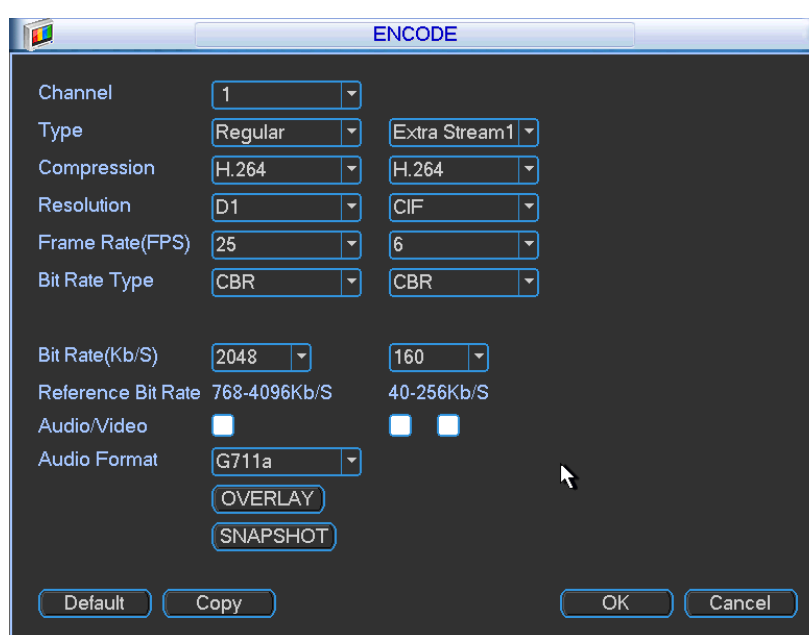 ENCODE
Channel 1
Type Regular Extra Stream1
Compression H.264 H.264
Resolution D1 CIF
Frame Rate(FPS) 25 6
Bit Rate Type CBR CBR
Bit Rate(Kb/S) 2048 160
Reference Bit Rate 768-4096Kb/S 40-256Kb/S
Audio/Video
Audio Format G711a
OVERLAY
SNAPSHOT
Default Copy OK Cancel